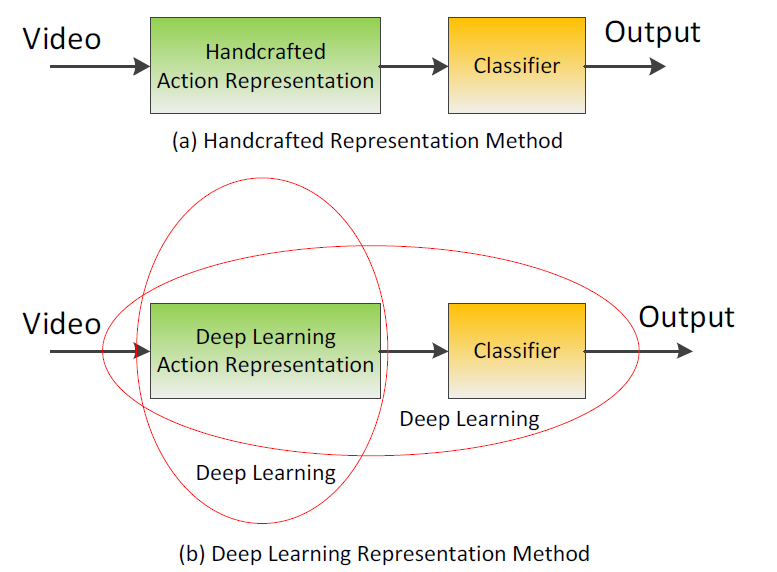 Video
Handcrafted
Action Representation
Classifier
Output
(a) Handcrafted Representation Method
Video
Deep Learning
Action Representation
Classifier
Output
Deep Learning
Deep Learning
(b) Deep Learning Representation Method